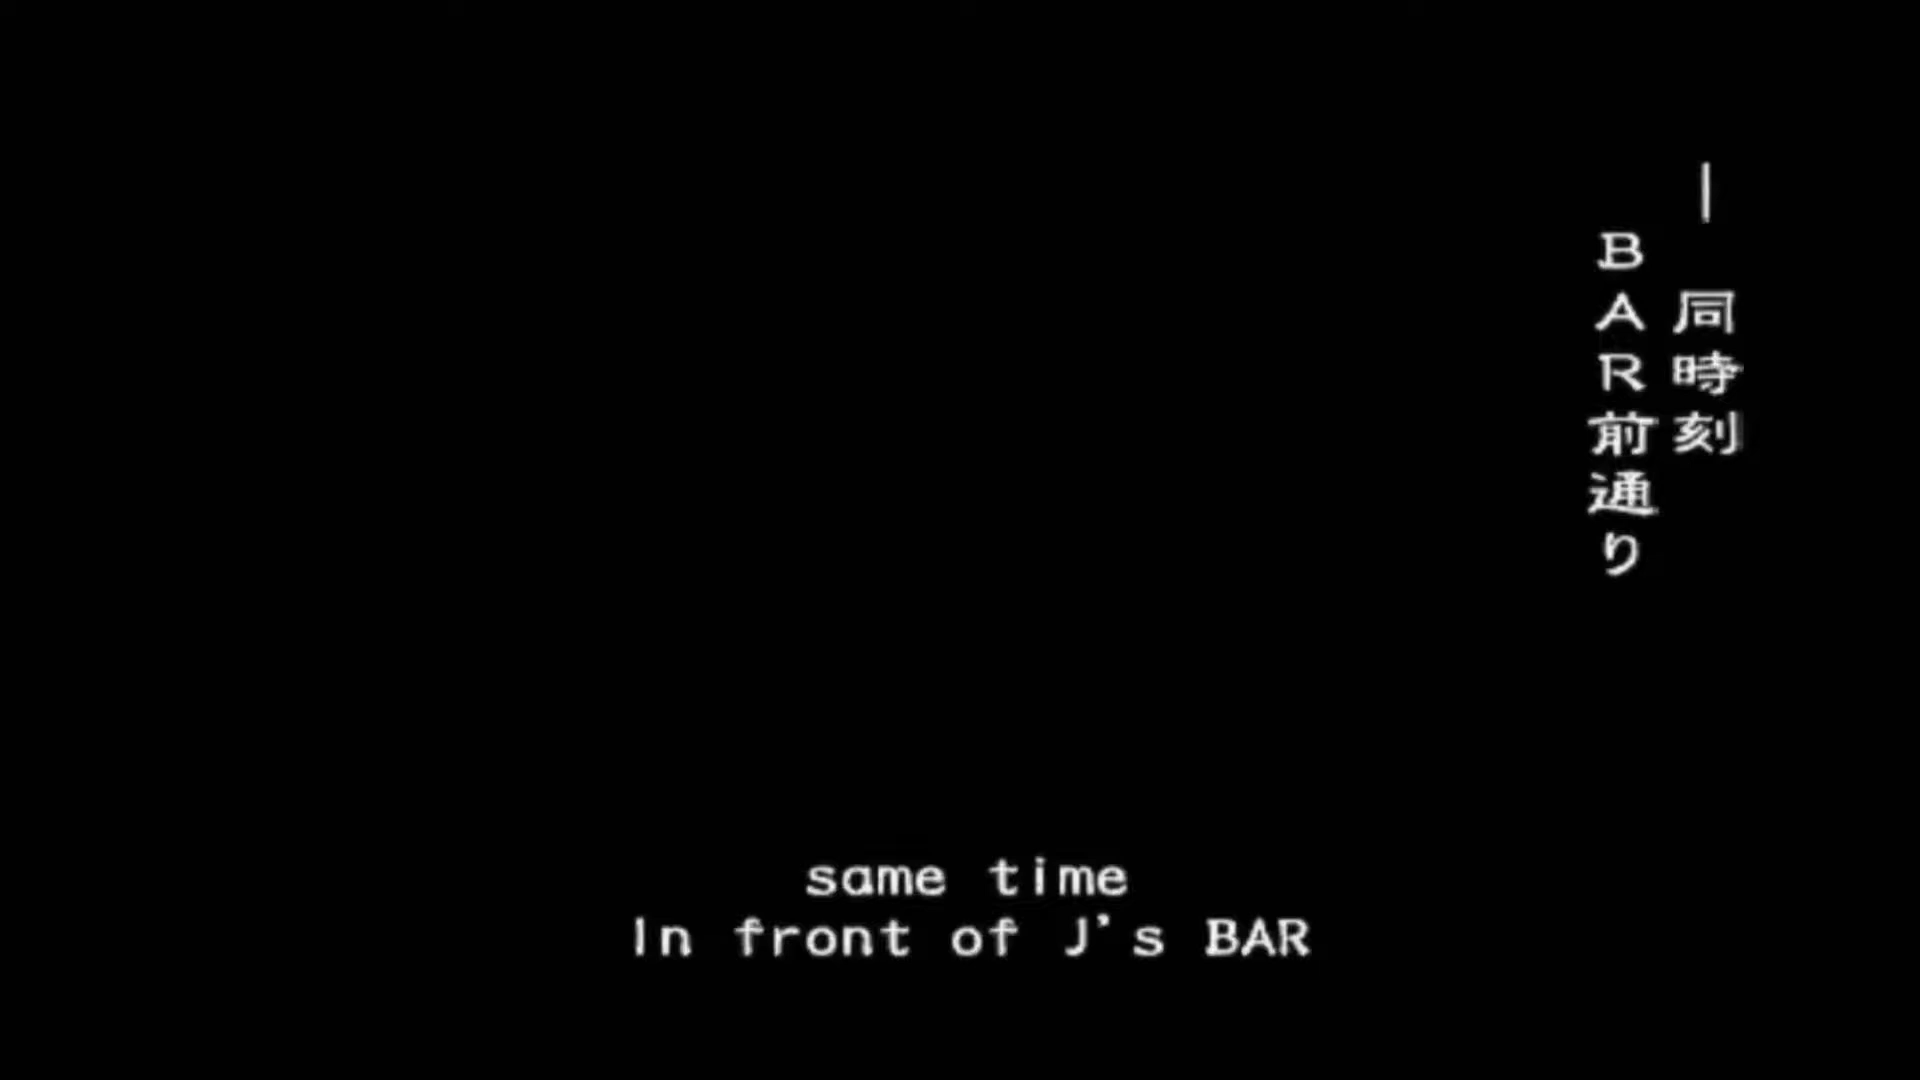 ― 同時刻
BAR前通り
same time
In front of J's BAR